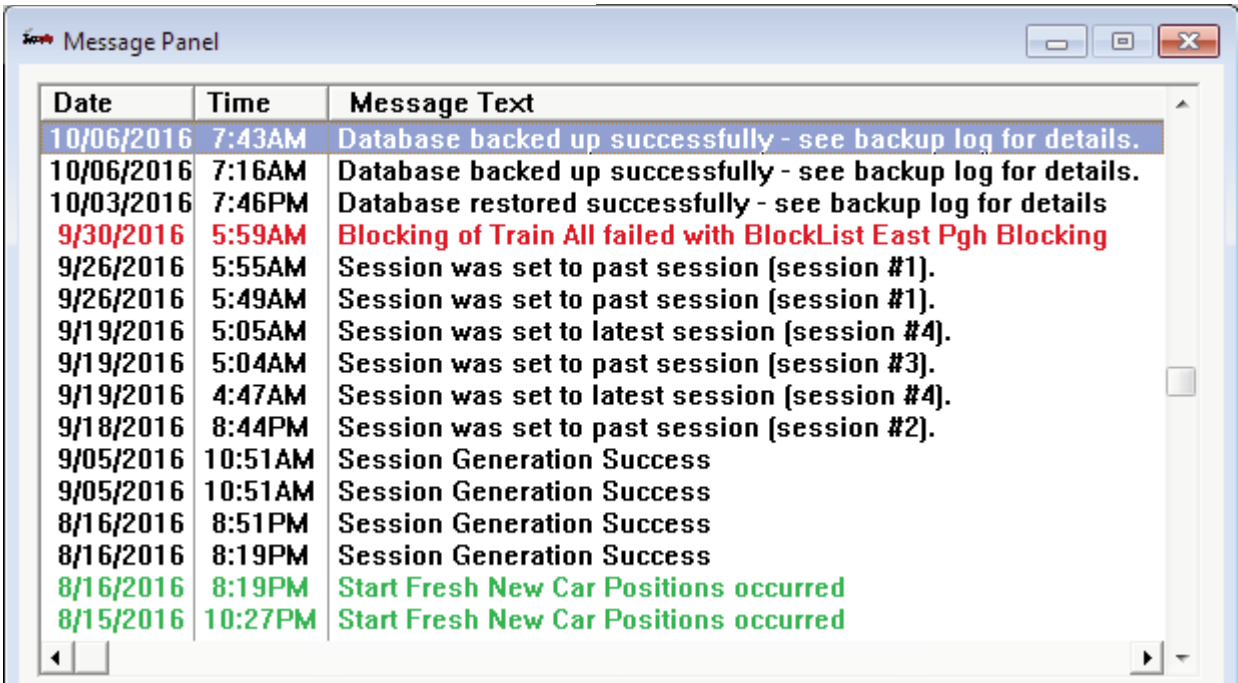 Message Panel
Date Time Message Text
10/06/2016 7:43AM Database backed up successfully - see backup log for details.
10/06/2016 7:16AM Database backed up successfully - see backup log for details.
10/03/2016 7:46PM Database restored successfully - see backup log for details
9/30/2016 5:59AM Blocking of Train All failed with BlockList East Pgh Blocking
9/26/2016 5:55AM Session was set to past session (session #1).
9/26/2016 5:49AM Session was set to past session (session #1).
9/19/2016 5:05AM Session was set to latest session (session #4).
9/19/2016 5:04AM Session was set to past session (session #3).
9/19/2016 4:47AM Session was set to latest session (session #4).
9/18/2016 8:44PM Session was set to past session (session #2).
9/05/2016 10:51AM Session Generation Success
9/05/2016 10:51AM Session Generation Success
8/16/2016 8:51PM Session Generation Success
8/16/2016 8:19PM Session Generation Success
8/16/2016 8:19PM Start Fresh New Car Positions occurred
8/15/2016 10:27PM Start Fresh New Car Positions occurred